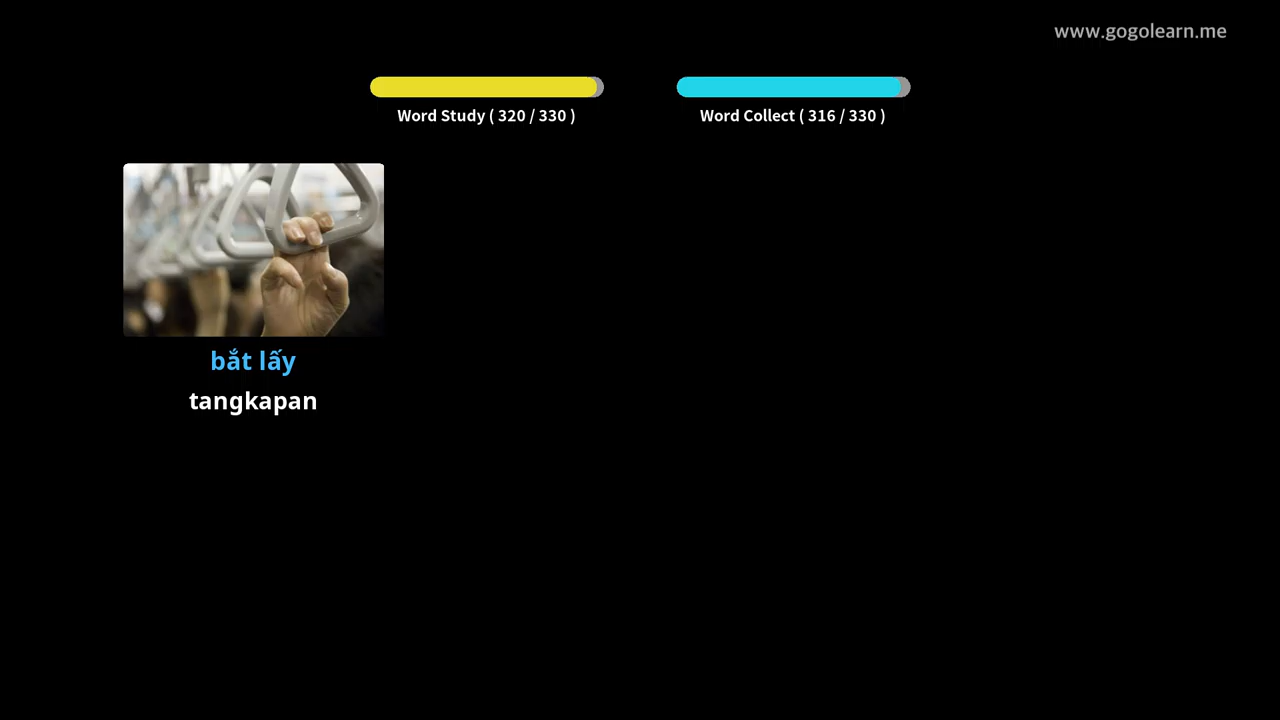 www.gogolearn.me
Word Study ( 320 / 330 )
Word Collect ( 316 / 330 )
bắt lấy
tangkapan